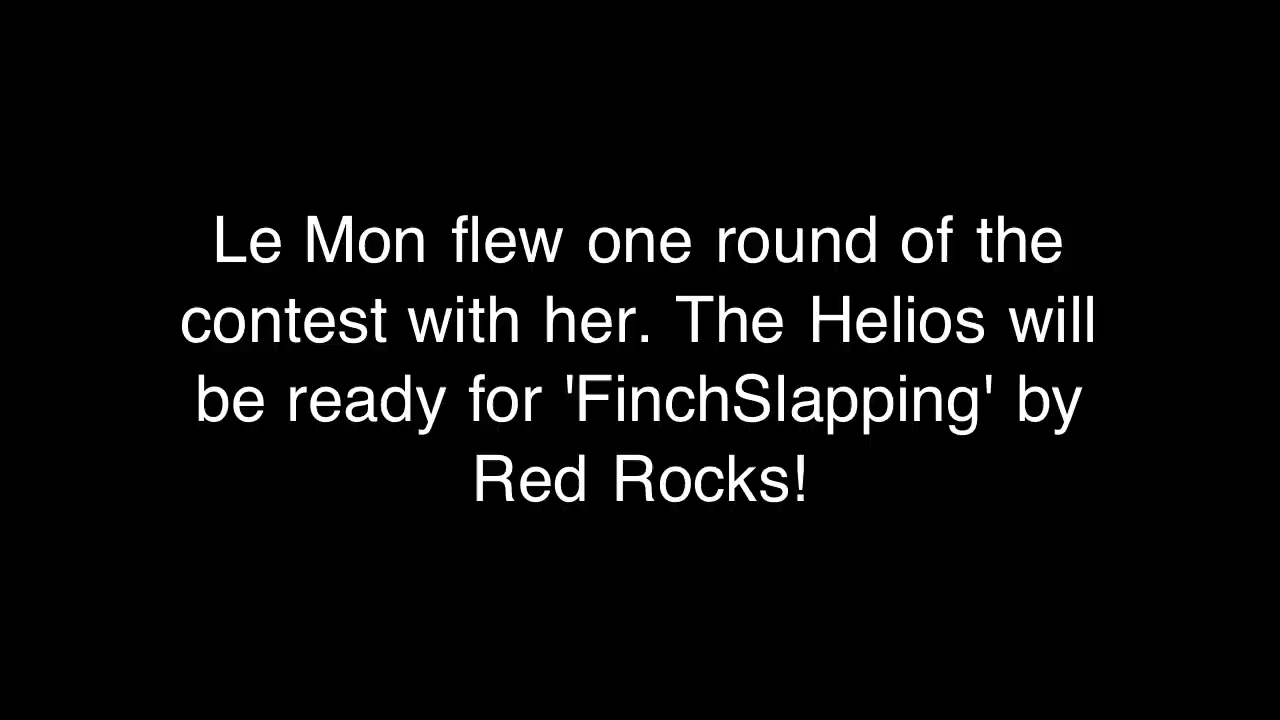 Le Mon flew one round of the
contest with her. The Helios will
be ready for 'FinchSlapping' by
Red Rocks!